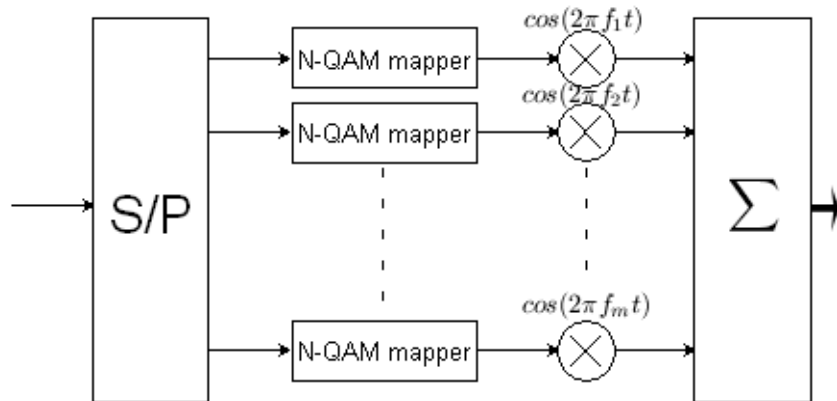 cos(2πf₁t)
N-QAM mapper
cos(2πf₂t)
N-QAM mapper
S/P
∑
cos(2πfₘt)
N-QAM mapper